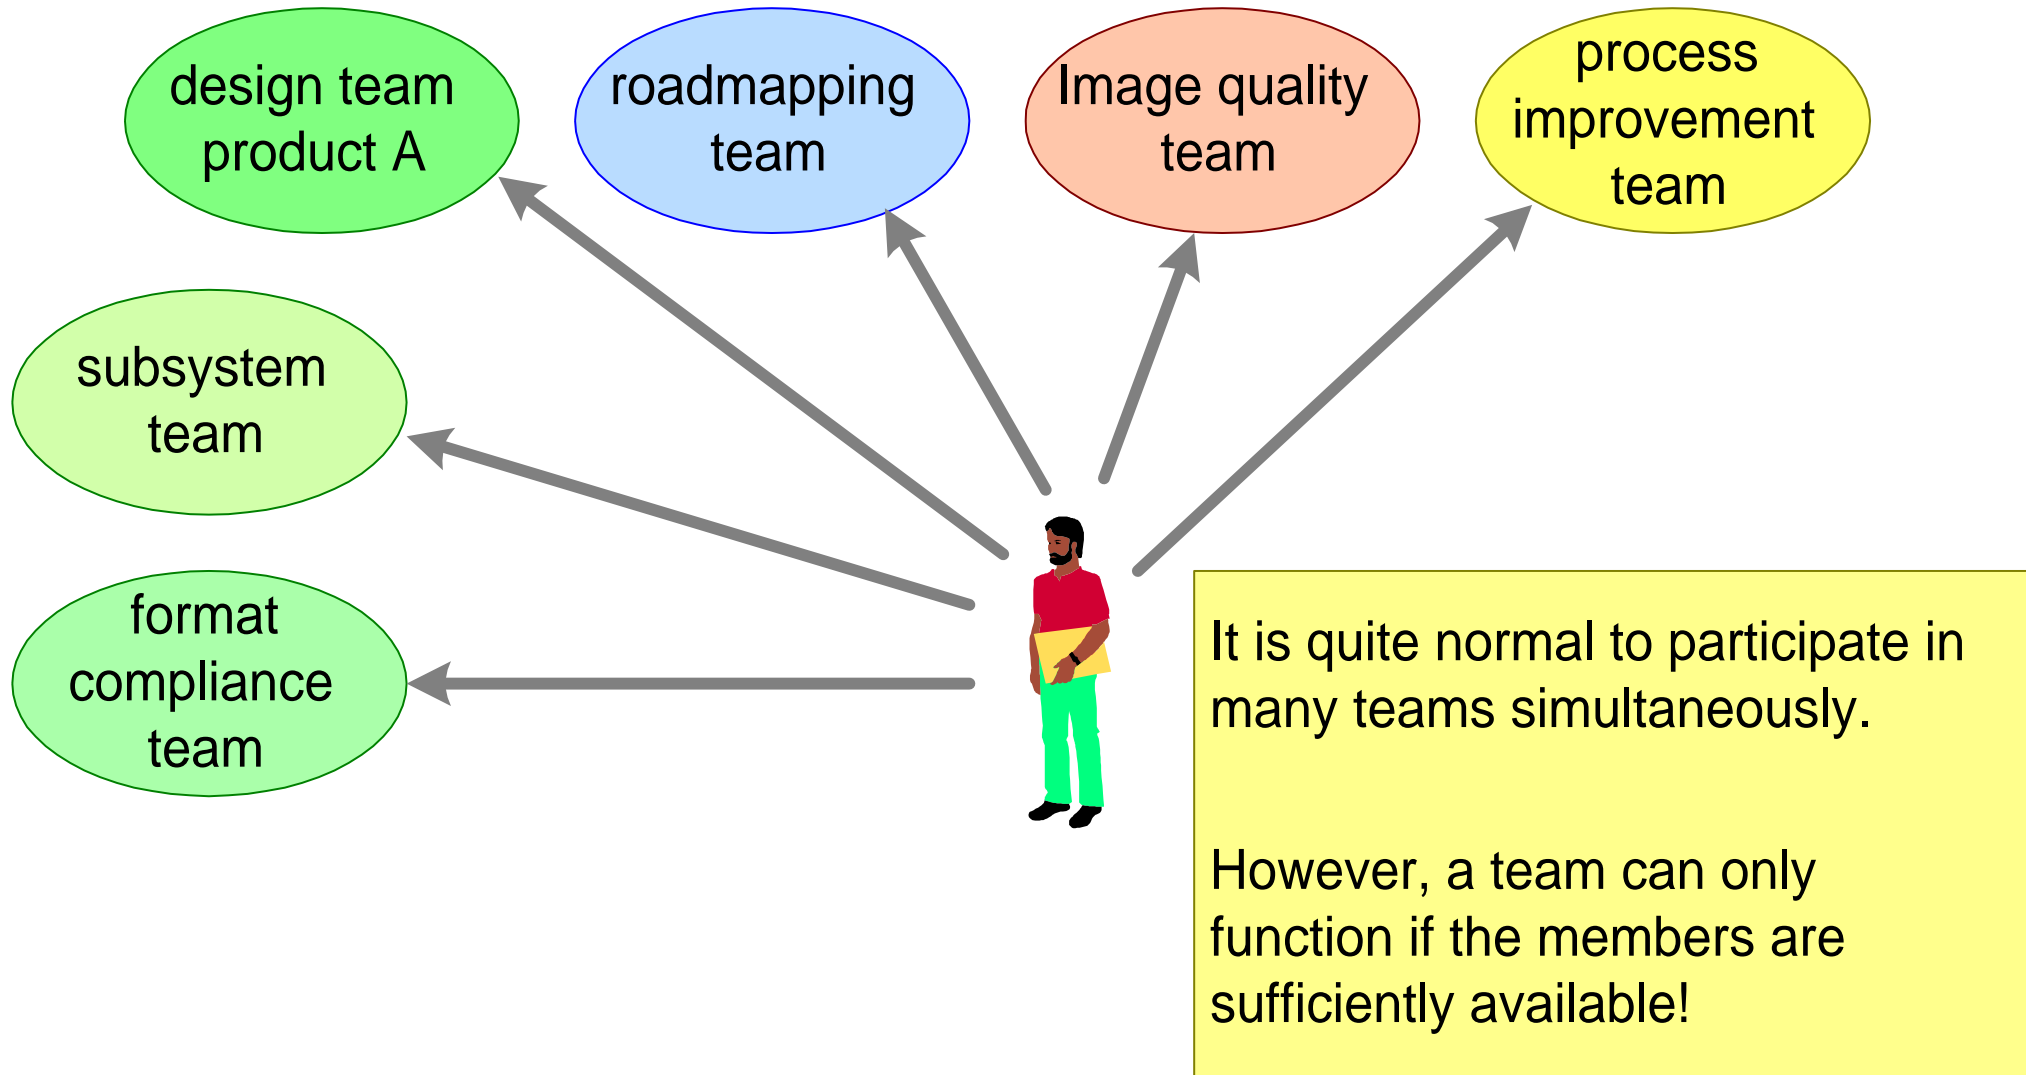 design team
product A
roadmapping
team
Image quality
team
process
improvement
team
subsystem
team
format
compliance
team
It is quite normal to participate in
many teams simultaneously.
However, a team can only
function if the members are
sufficiently available!